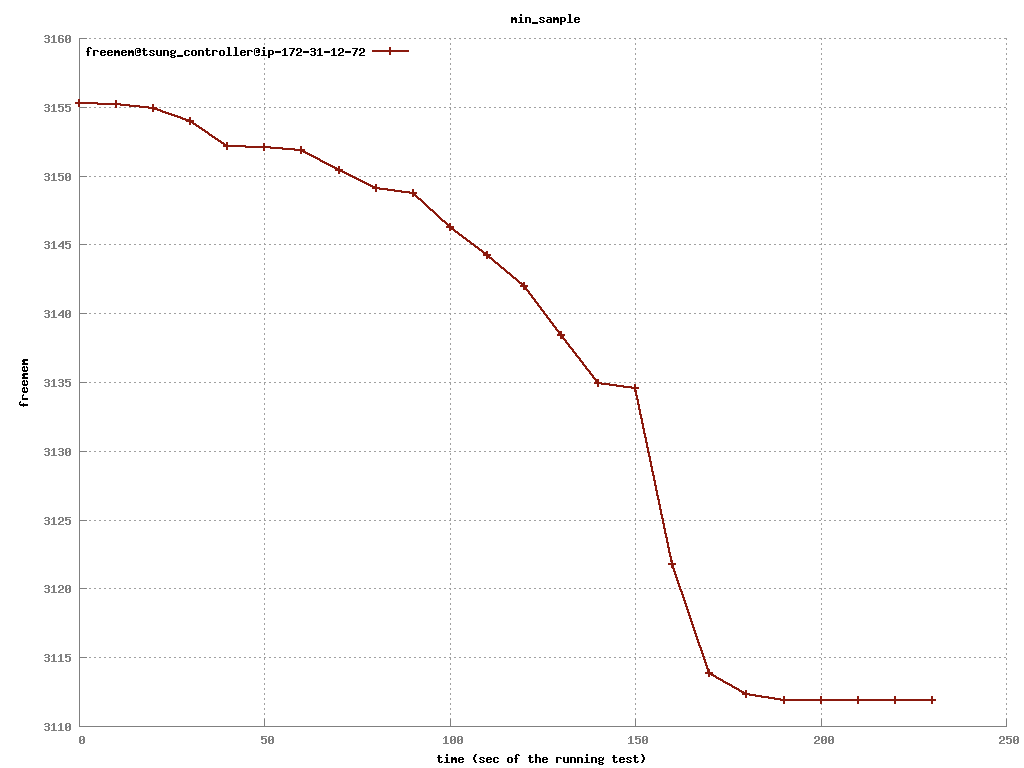 min_sample
freemem@tsung_controller@ip-172-31-12-72
3160
3155
3150
3145
3140
3135
3130
3125
3120
3115
3110
freemem
0 50 100 150 200 250
time (sec of the running test)